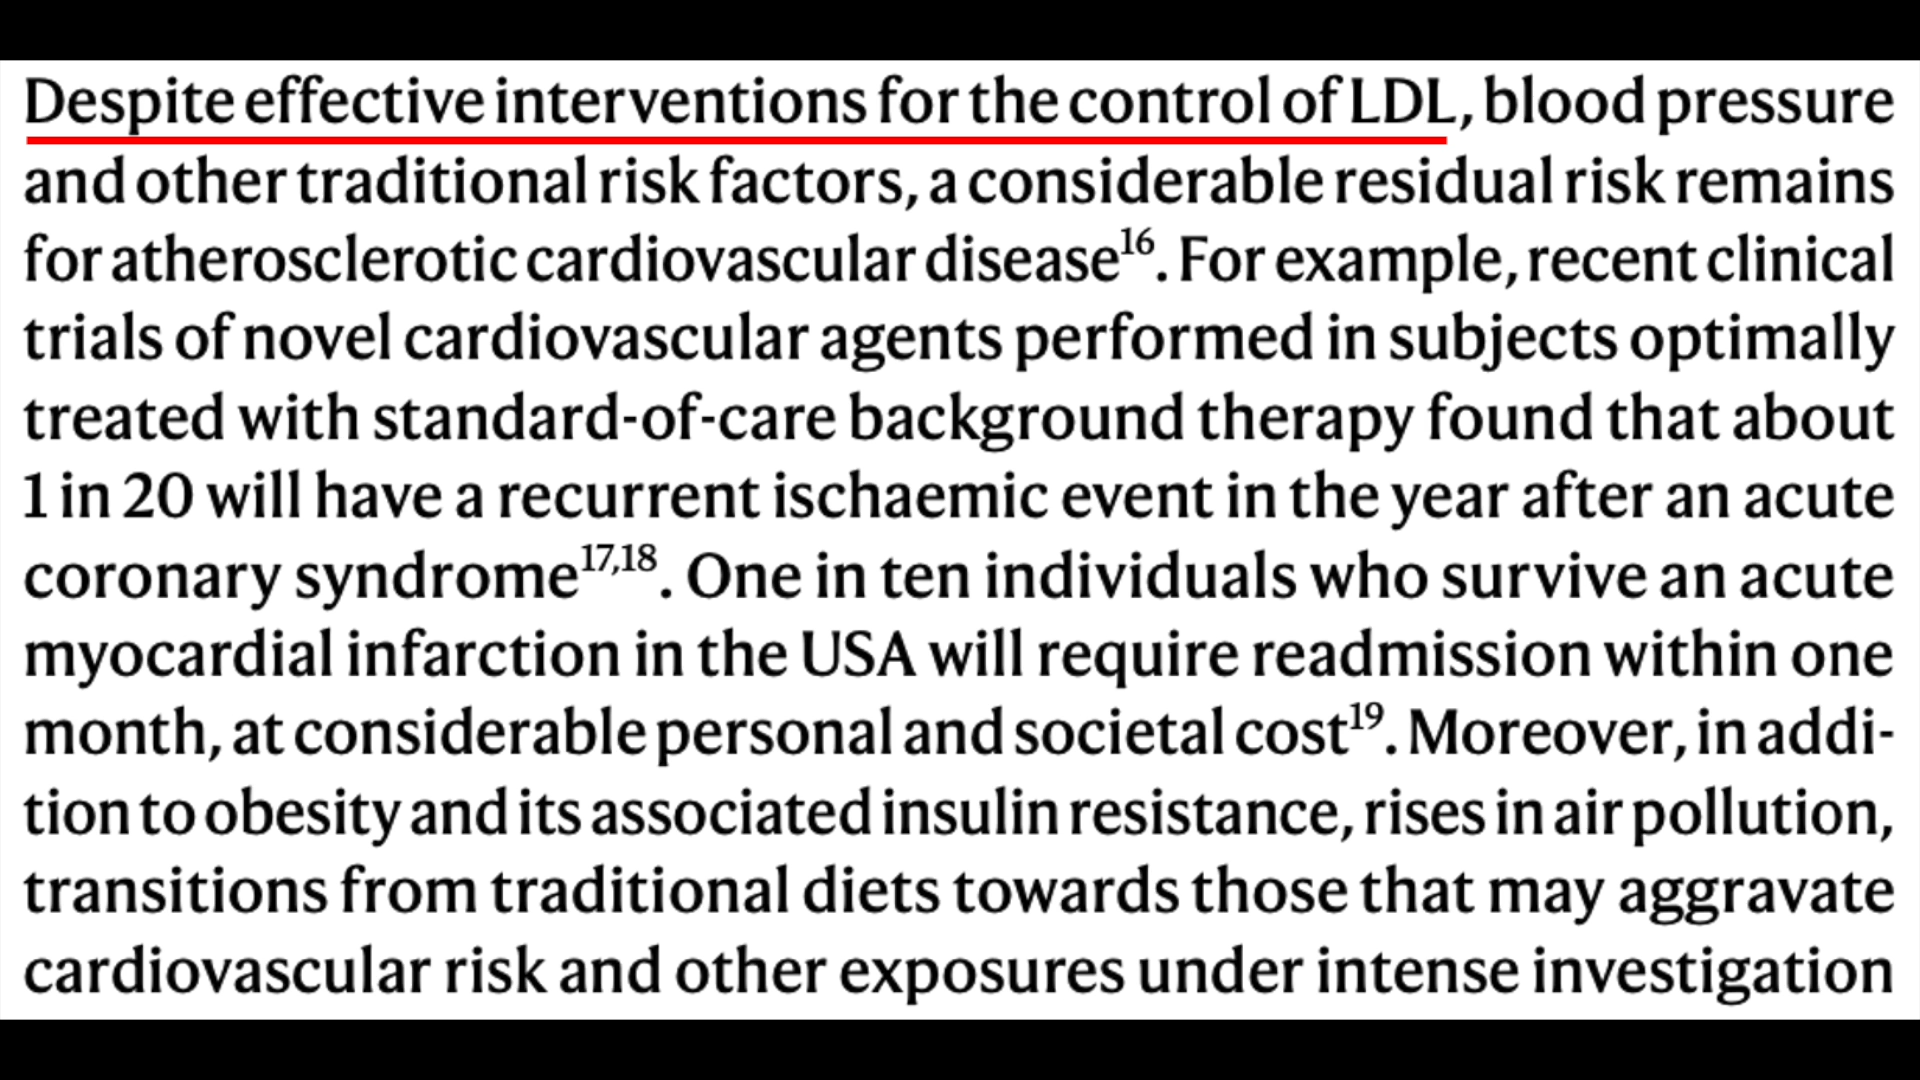 Despite effective interventions for the control of LDL, blood pressure
and other traditional risk factors, a considerable residual risk remains
for atherosclerotic cardiovascular disease16. For example, recent clinical
trials of novel cardiovascular agents performed in subjects optimally
treated with standard-of-care background therapy found that about
1 in 20 will have a recurrent ischaemic event in the year after an acute
coronary syndrome17,18. One in ten individuals who survive an acute
myocardial infarction in the USA will require readmission within one
month, at considerable personal and societal cost19. Moreover, in addi-
tion to obesity and its associated insulin resistance, rises in air pollution,
transitions from traditional diets towards those that may aggravate
cardiovascular risk and other exposures under intense investigation